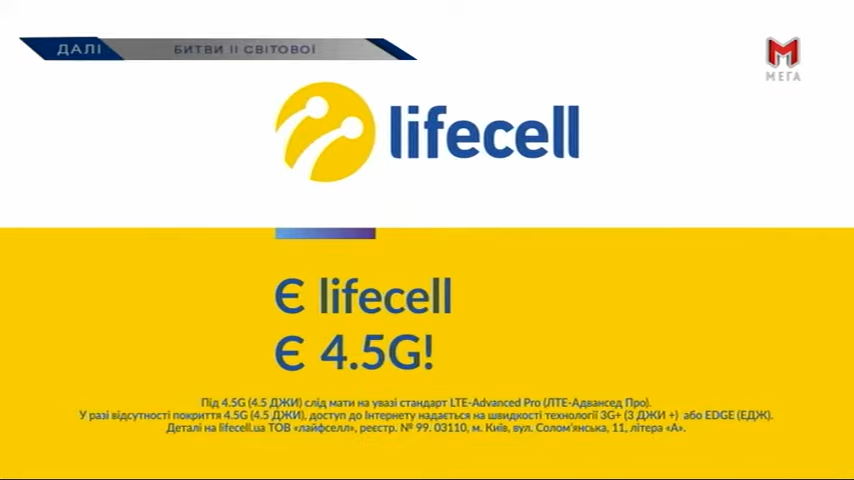 ДАЛІ БИТВИ ІІ СВІТОВОЇ
МЕГА
lifecell
Є lifecell
Є 4.5G!
Під 4.5G (4.5 ДЖИ) слід мати на увазі стандарт LTE-Advanced Pro (ЛТЕ-Адвансед Про).
У разі відсутності покриття 4.5G (4.5 ДЖИ), доступ до Інтернету надається на швидкості технології 3G+ (3 ДЖИ +) або EDGE (ЕДЖ).
Деталі на lifecell.ua ТОВ «лайфселл», реєстр. № 99. 03110, м. Київ, вул. Солом'янська, 11, літера «А».